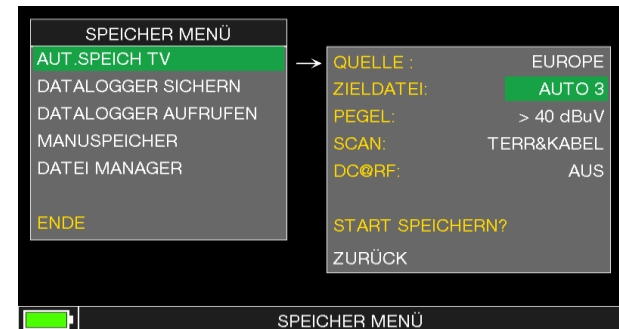 SPEICHER MENÜ
AUT.SPEICH TV
DATALOGGER SICHERN
DATALOGGER AUFRUFEN
MANUSPEICHER
DATEI MANAGER
ENDE
QUELLE : EUROPE
ZIELDATEI: AUTO 3
PEGEL: > 40 dBuV
SCAN: TERR&KABEL
DC@RF: AUS
START SPEICHERN?
ZURÜCK
SPEICHER MENÜ